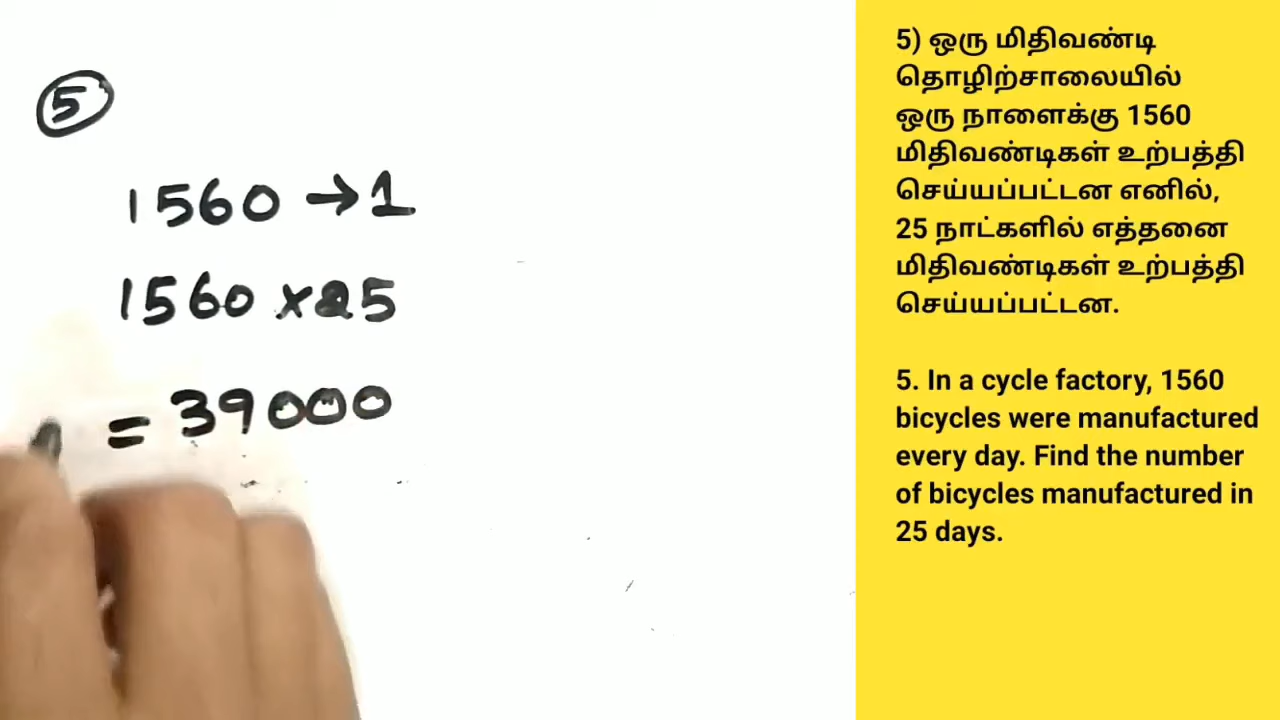 5
1560 → 1
1560 × 25
= 39000
5) ஒரு மிதிவண்டி
தொழிற்சாலையில்
ஒரு நாளைக்கு 1560
மிதிவண்டிகள் உற்பத்தி
செய்யப்பட்டன எனில்,
25 நாட்களில் எத்தனை
மிதிவண்டிகள் உற்பத்தி
செய்யப்பட்டன.
5. In a cycle factory, 1560
bicycles were manufactured
every day. Find the number
of bicycles manufactured in
25 days.